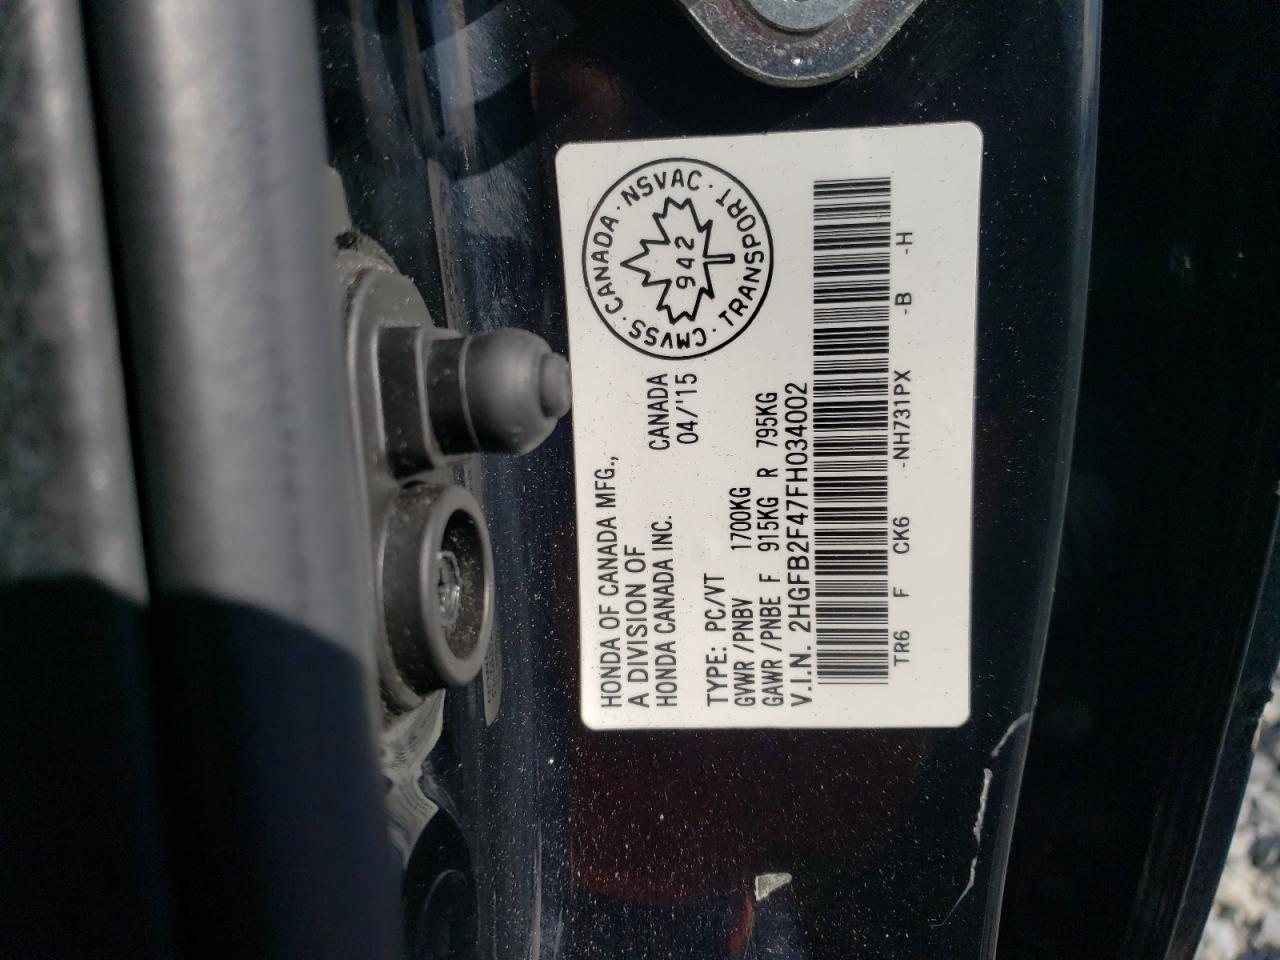 HONDA OF CANADA MFG.,
A DIVISION OF
HONDA CANADA INC.
CANADA
04/'15
CANADA · NSVAC · TRANSPORT · CMVSS ·
942
TYPE: PC/VT
GVWR/PNBV 1700KG
GAWR/PNBE F 915KG R 795KG
V.I.N. 2HGFB2F47FH034002
TR6 F CK6 -NH731PX -B -H